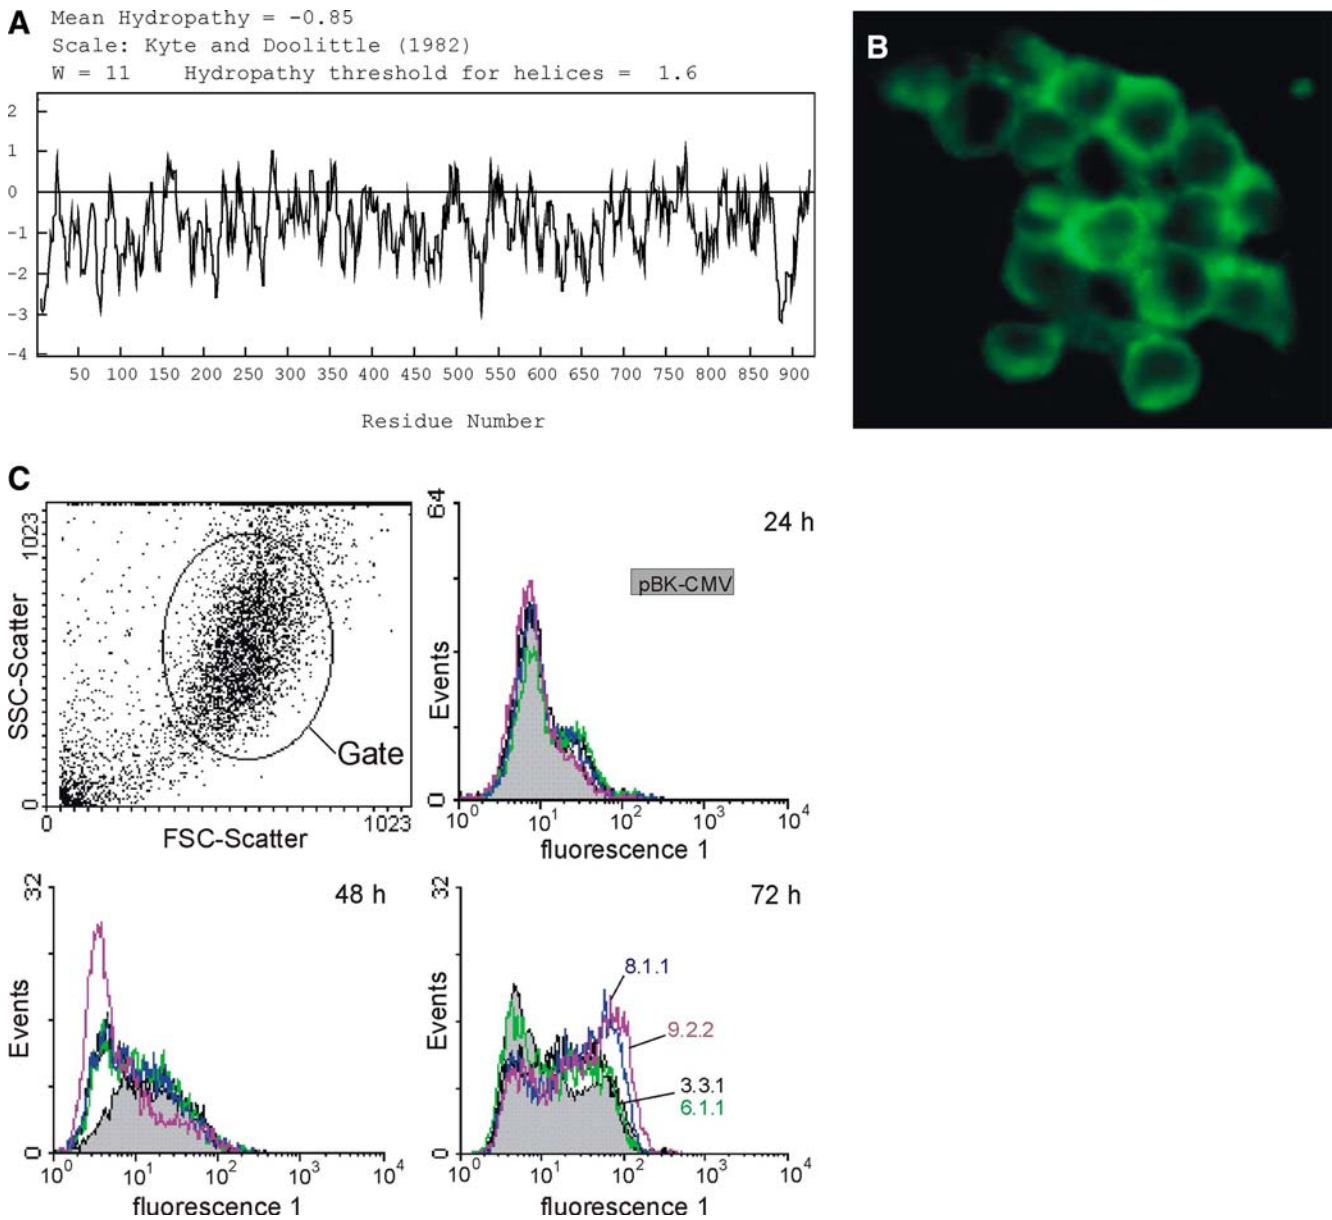 A
Mean Hydropathy = -0.85
Scale: Kyte and Doolittle (1982)
W = 11 Hydropathy threshold for helices = 1.6
2
1
0
-1
-2
-3
-4
50 100 150 200 250 300 350 400 450 500 550 600 650 700 750 800 850 900
Residue Number
B
C
SSC-Scatter
0 1023
Gate
0 1023
FSC-Scatter
24 h
pBK-CMV
Events
0 64
10^0 10^1 10^2 10^3 10^4
fluorescence 1
48 h
Events
0 32
10^0 10^1 10^2 10^3 10^4
fluorescence 1
72 h
8.1.1
9.2.2
3.3.1
6.1.1
Events
0 32
10^0 10^1 10^2 10^3 10^4
fluorescence 1